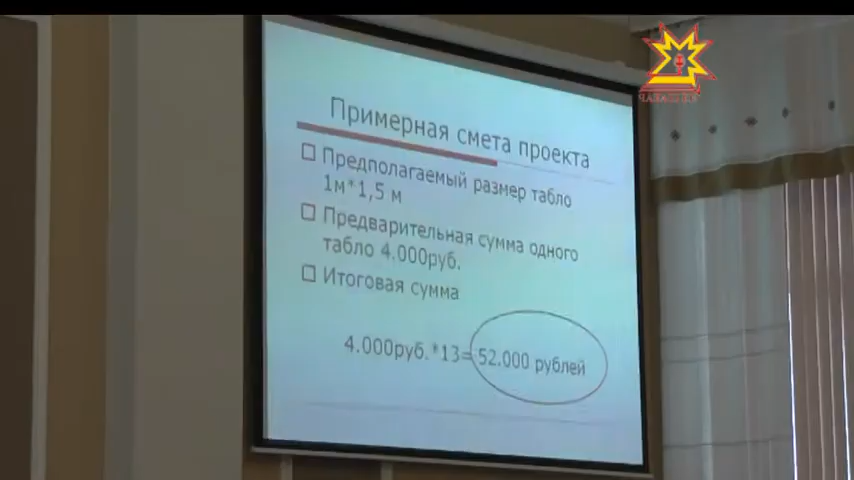 Примерная смета проекта
Предполагаемый размер табло
1м*1,5 м
Предварительная сумма одного
табло 4.000руб.
Итоговая сумма
4.000руб.*13=52.000 рублей